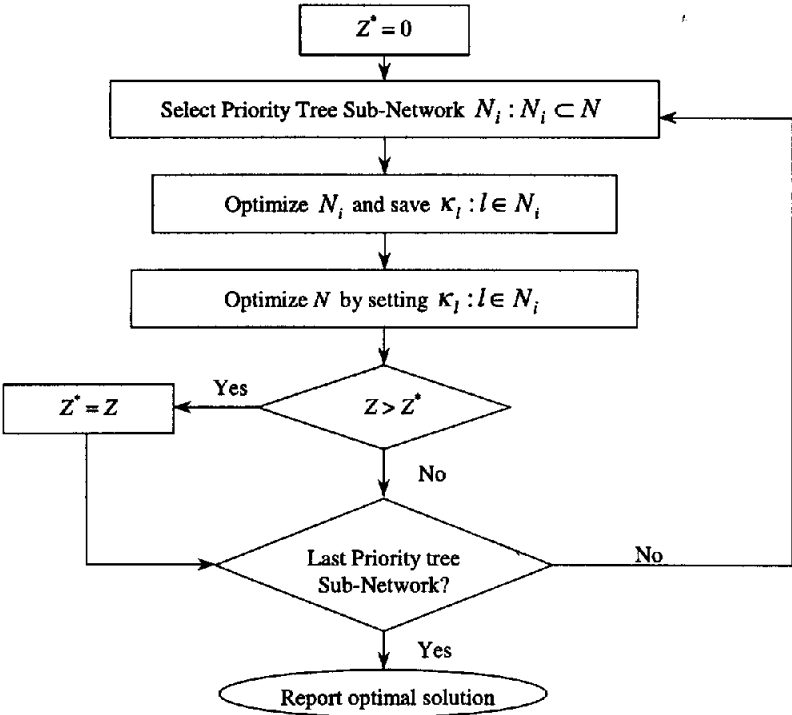 Z* = 0
Select Priority Tree Sub-Network N_i : N_i ⊂ N
Optimize N_i and save κ_l : l ∈ N_i
Optimize N by setting κ_l : l ∈ N_i
Yes
Z* = Z
Z > Z*
No
Last Priority tree
Sub-Network?
No
Yes
Report optimal solution